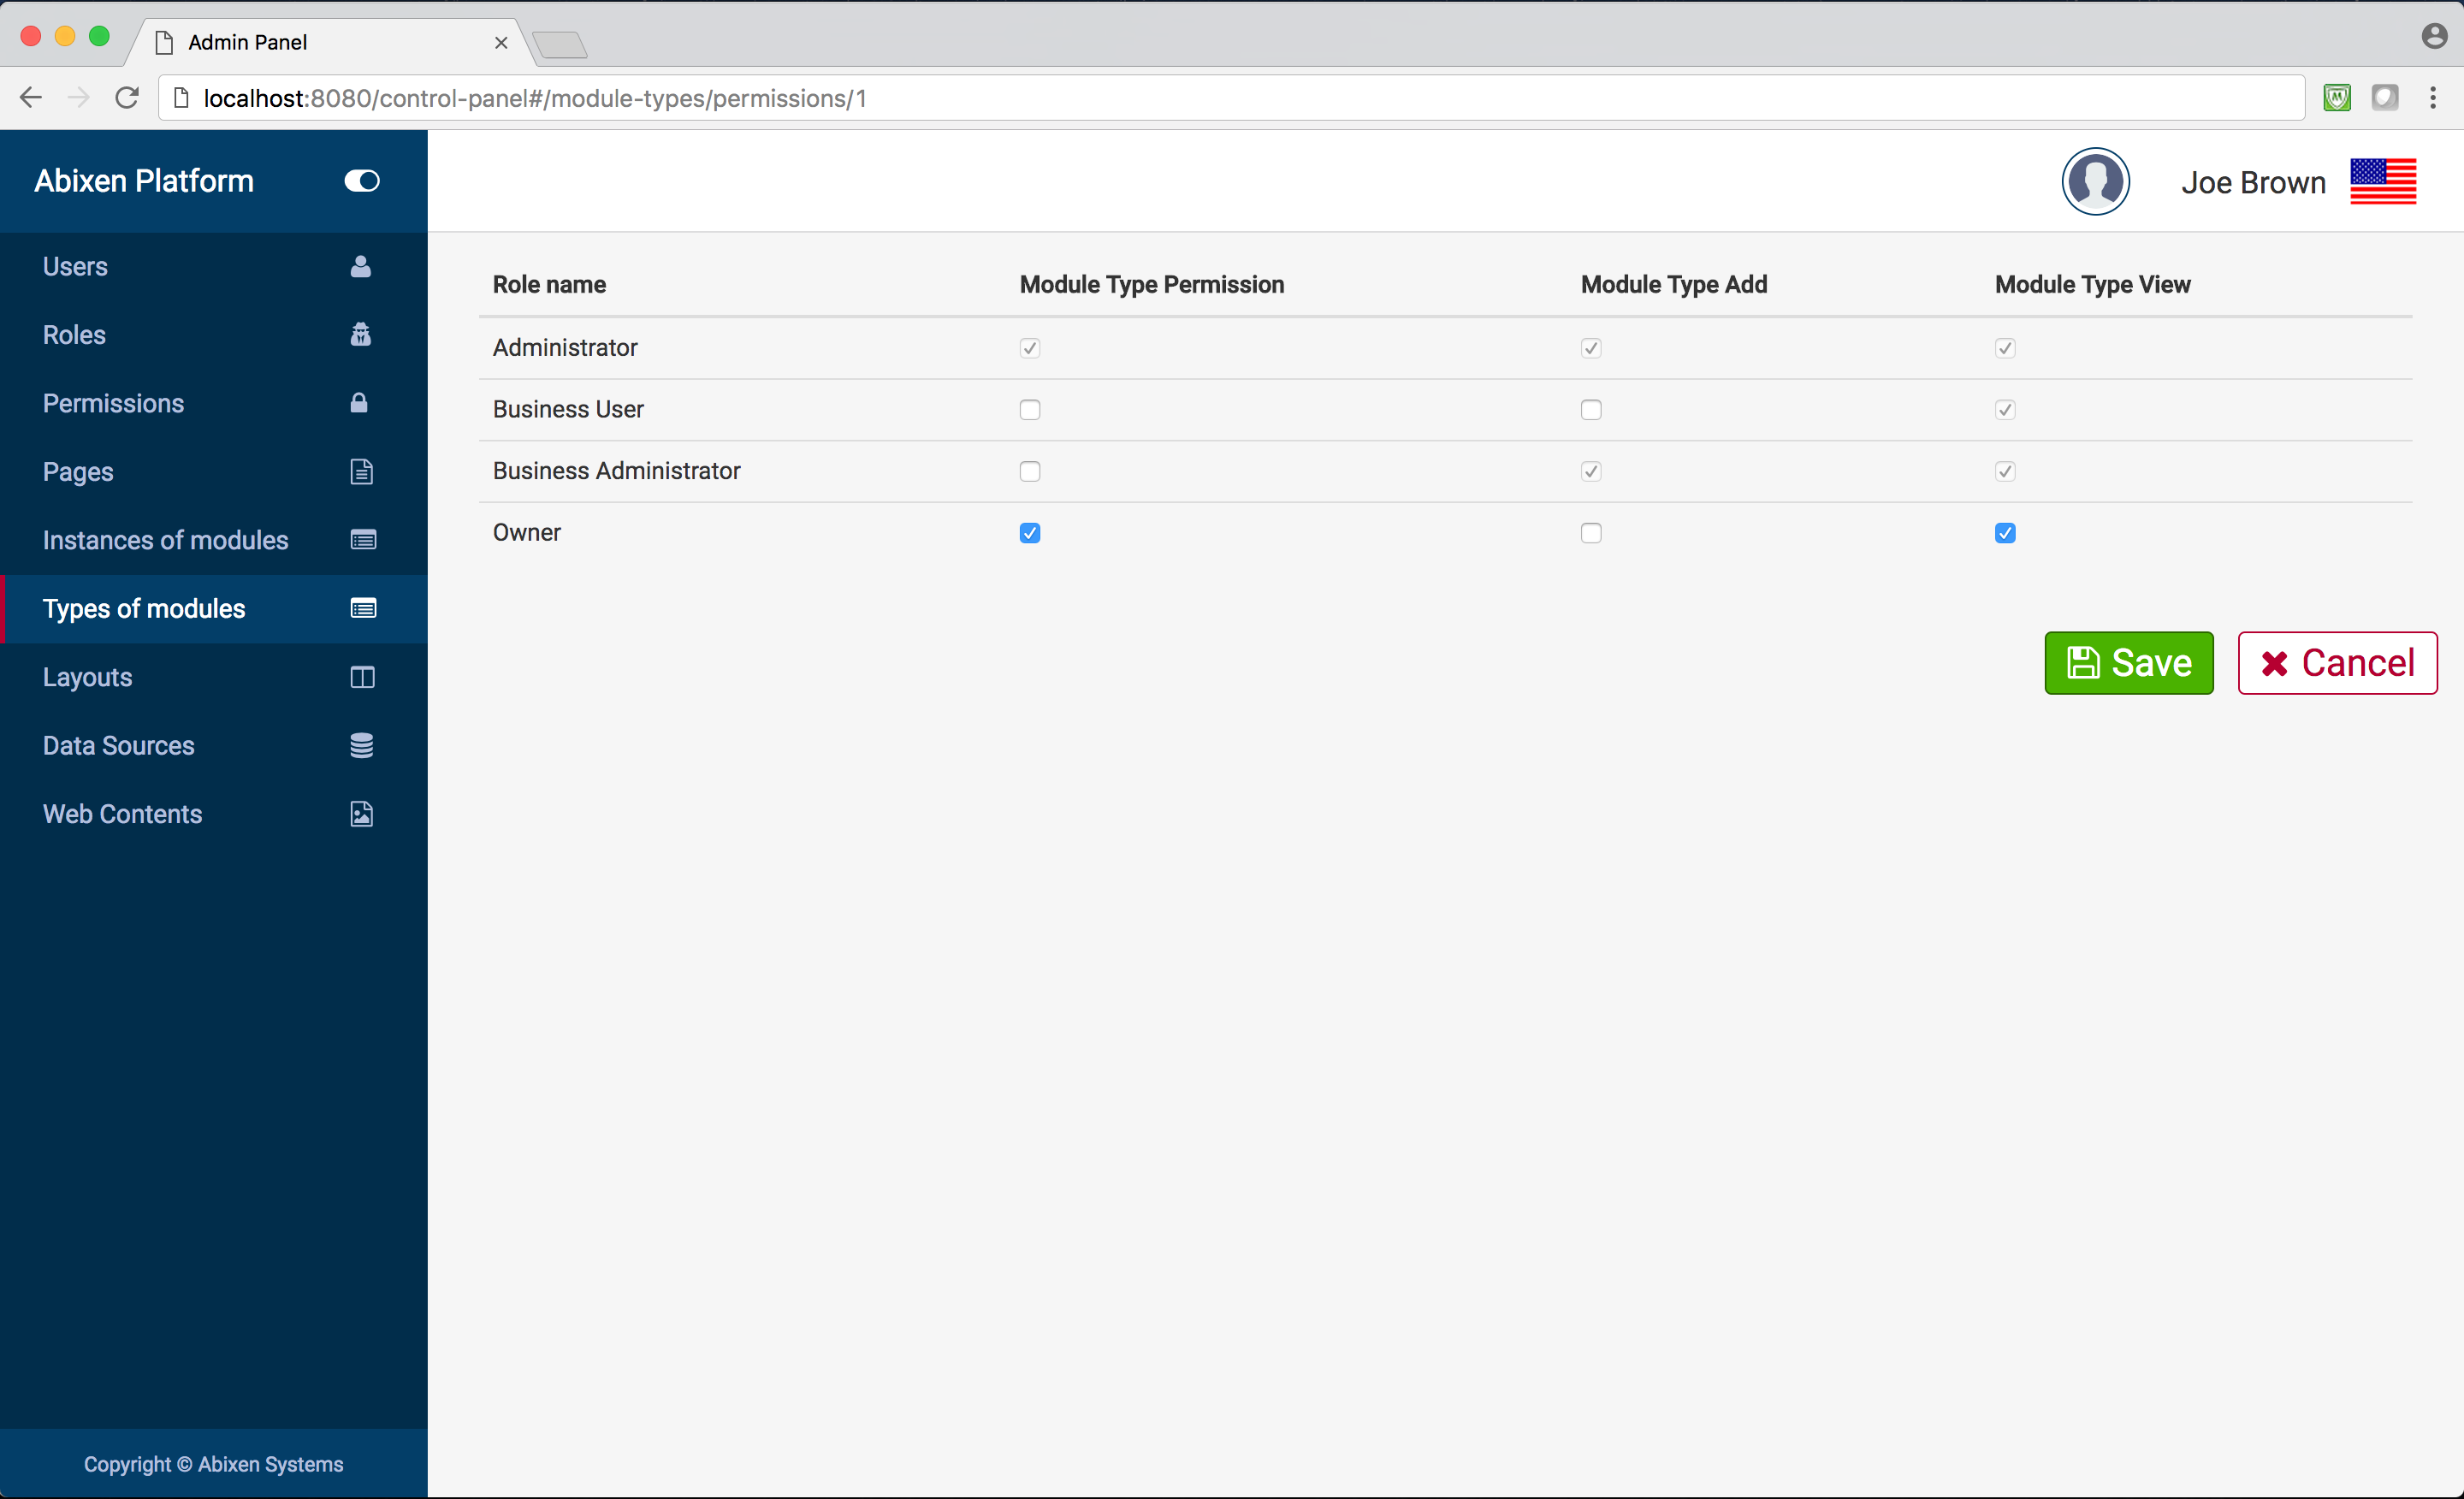 Admin Panel
localhost:8080/control-panel#/module-types/permissions/1
Abixen Platform
Joe Brown
Users
Roles
Permissions
Pages
Instances of modules
Types of modules
Layouts
Data Sources
Web Contents
Role name Module Type Permission Module Type Add Module Type View
Administrator
Business User
Business Administrator
Owner
Save Cancel
Copyright © Abixen Systems